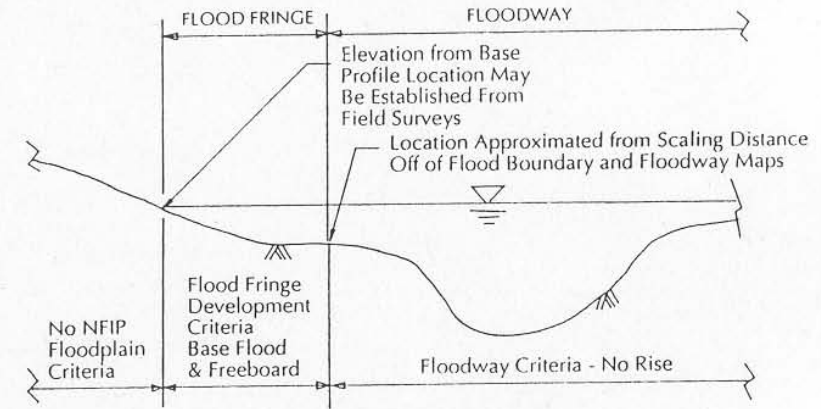 FLOOD FRINGE
FLOODWAY
Elevation from Base
Profile Location May
Be Established From
Field Surveys
Location Approximated from Scaling Distance
Off of Flood Boundary and Floodway Maps
No NFIP
Floodplain
Criteria
Flood Fringe
Development
Criteria
Base Flood
& Freeboard
Floodway Criteria - No Rise